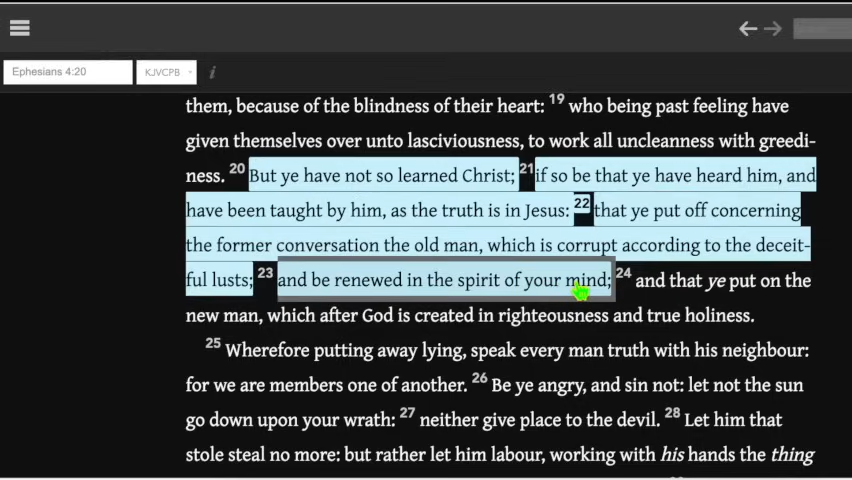 Ephesians 4:20
KJVCPB
i
them, because of the blindness of their heart: 19 who being past feeling have
given themselves over unto lasciviousness, to work all uncleanness with greedi-
ness. 20 But ye have not so learned Christ; 21 if so be that ye have heard him, and
have been taught by him, as the truth is in Jesus: 22 that ye put off concerning
the former conversation the old man, which is corrupt according to the deceit-
ful lusts; 23 and be renewed in the spirit of your mind; 24 and that ye put on the
new man, which after God is created in righteousness and true holiness.
25 Wherefore putting away lying, speak every man truth with his neighbour:
for we are members one of another. 26 Be ye angry, and sin not: let not the sun
go down upon your wrath: 27 neither give place to the devil. 28 Let him that
stole steal no more: but rather let him labour, working with his hands the thing